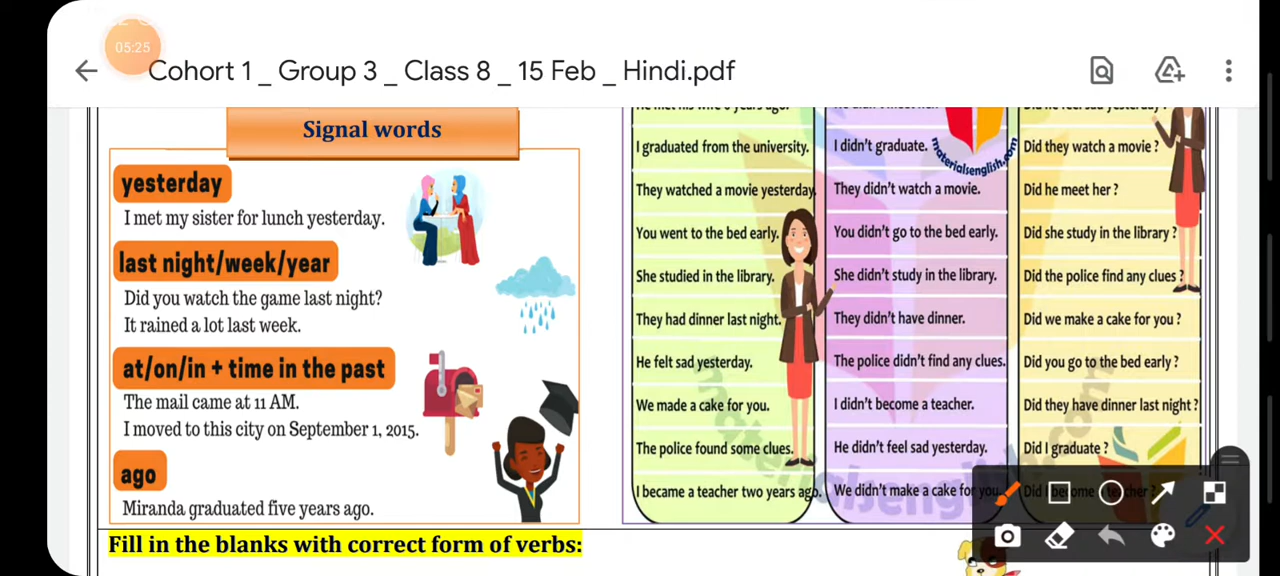 05:25
Cohort 1 _ Group 3 _ Class 8 _ 15 Feb _ Hindi.pdf
Signal words
yesterday
I met my sister for lunch yesterday.
last night/week/year
Did you watch the game last night?
It rained a lot last week.
at/on/in + time in the past
The mail came at 11 AM.
I moved to this city on September 1, 2015.
ago
Miranda graduated five years ago.
I graduated from the university.
They watched a movie yesterday.
You went to the bed early.
She studied in the library.
They had dinner last night.
He felt sad yesterday.
We made a cake for you.
The police found some clues.
I became a teacher two years ago.
I didn't graduate.
They didn't watch a movie.
You didn't go to the bed early.
She didn't study in the library.
They didn't have dinner.
The police didn't find any clues.
I didn't become a teacher.
He didn't feel sad yesterday.
We didn't make a cake for you.
materialsenglish.com
Did they watch a movie ?
Did he meet her ?
Did she study in the library ?
Did the police find any clues ?
Did we make a cake for you ?
Did you go to the bed early ?
Did they have dinner last night ?
Did I graduate ?
Did I become a teacher ?
Fill in the blanks with correct form of verbs: